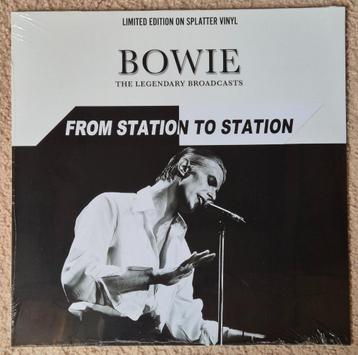 LIMITED EDITION ON SPLATTER VINYL
BOWIE
THE LEGENDARY BROADCASTS
FROM STATION TO STATION